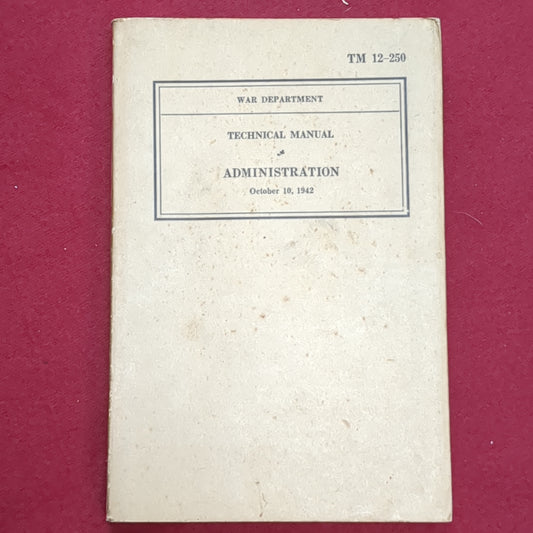 TM 12-250
WAR DEPARTMENT
TECHNICAL MANUAL
ADMINISTRATION
October 10, 1942